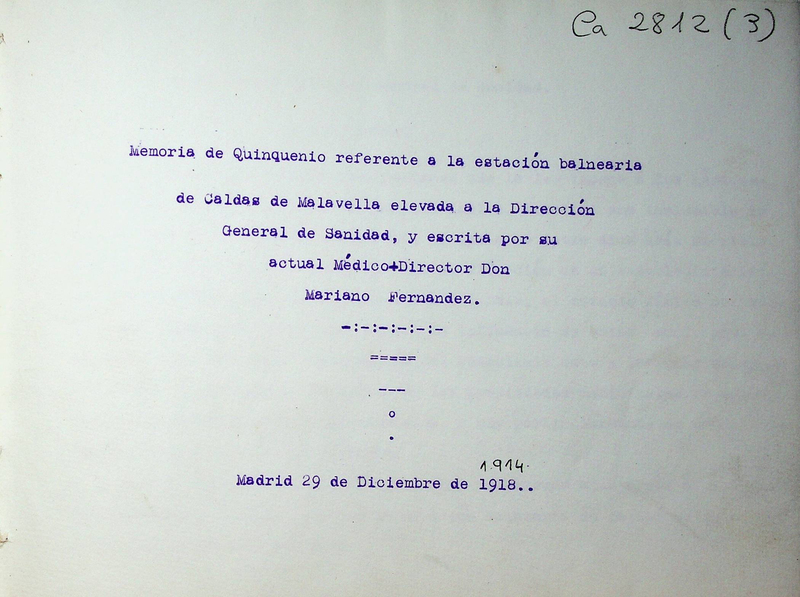 Ca 2812 (3)
Memoria de Quinquenio referente a la estación balnearia
de Caldas de Malavella elevada a la Dirección
General de Sanidad, y escrita por su
actual Médico+Director Don
Mariano Fernandez.
-:-:-:-:-:-
=====
---
o
.
1914.
Madrid 29 de Diciembre de 1918..